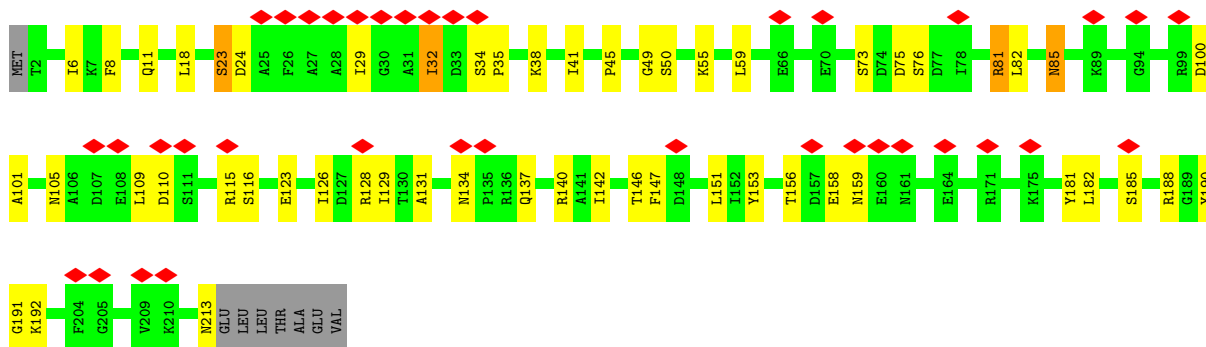 MET T2 I6 K7 F8 Q11 L18 S23 D24 A25 F26 A27 A28 I29 G30 A31 I32 D33 S34 P35 K38 I41 P45 G49 S50 K55 L59 E66 E70 S73 D74 D75 S76 D77 I78 R81 L82 N85 K89 G94 R99 D100
A101 N105 A106 D107 E108 L109 D110 S111 R115 S116 E123 I126 D127 R128 I129 T130 A131 N134 P135 R136 Q137 R140 A141 I142 T146 F147 D148 L151 I152 Y153 T156 D157 E158 N159 E160 N161 E164 R171 K175 Y181 L182 S185 R188 G189 Y190
G191 K192 F204 G205 V209 K210 N213 GLU LEU LEU THR ALA GLU VAL